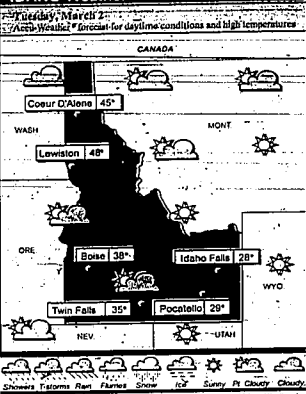 Tuesday, March 2
Accu-Weather® forecast for daytime conditions and high temperatures
CANADA
Coeur D'Alene 45°
WASH
MONT.
Lewiston 48°
ORE
Boise 38°
Idaho Falls 28°
WYO.
Twin Falls 35°
Pocatello 29°
NEV.
UTAH
Showers T-storms Rain Flurries Snow Ice Sunny Pt. Cloudy Cloudy